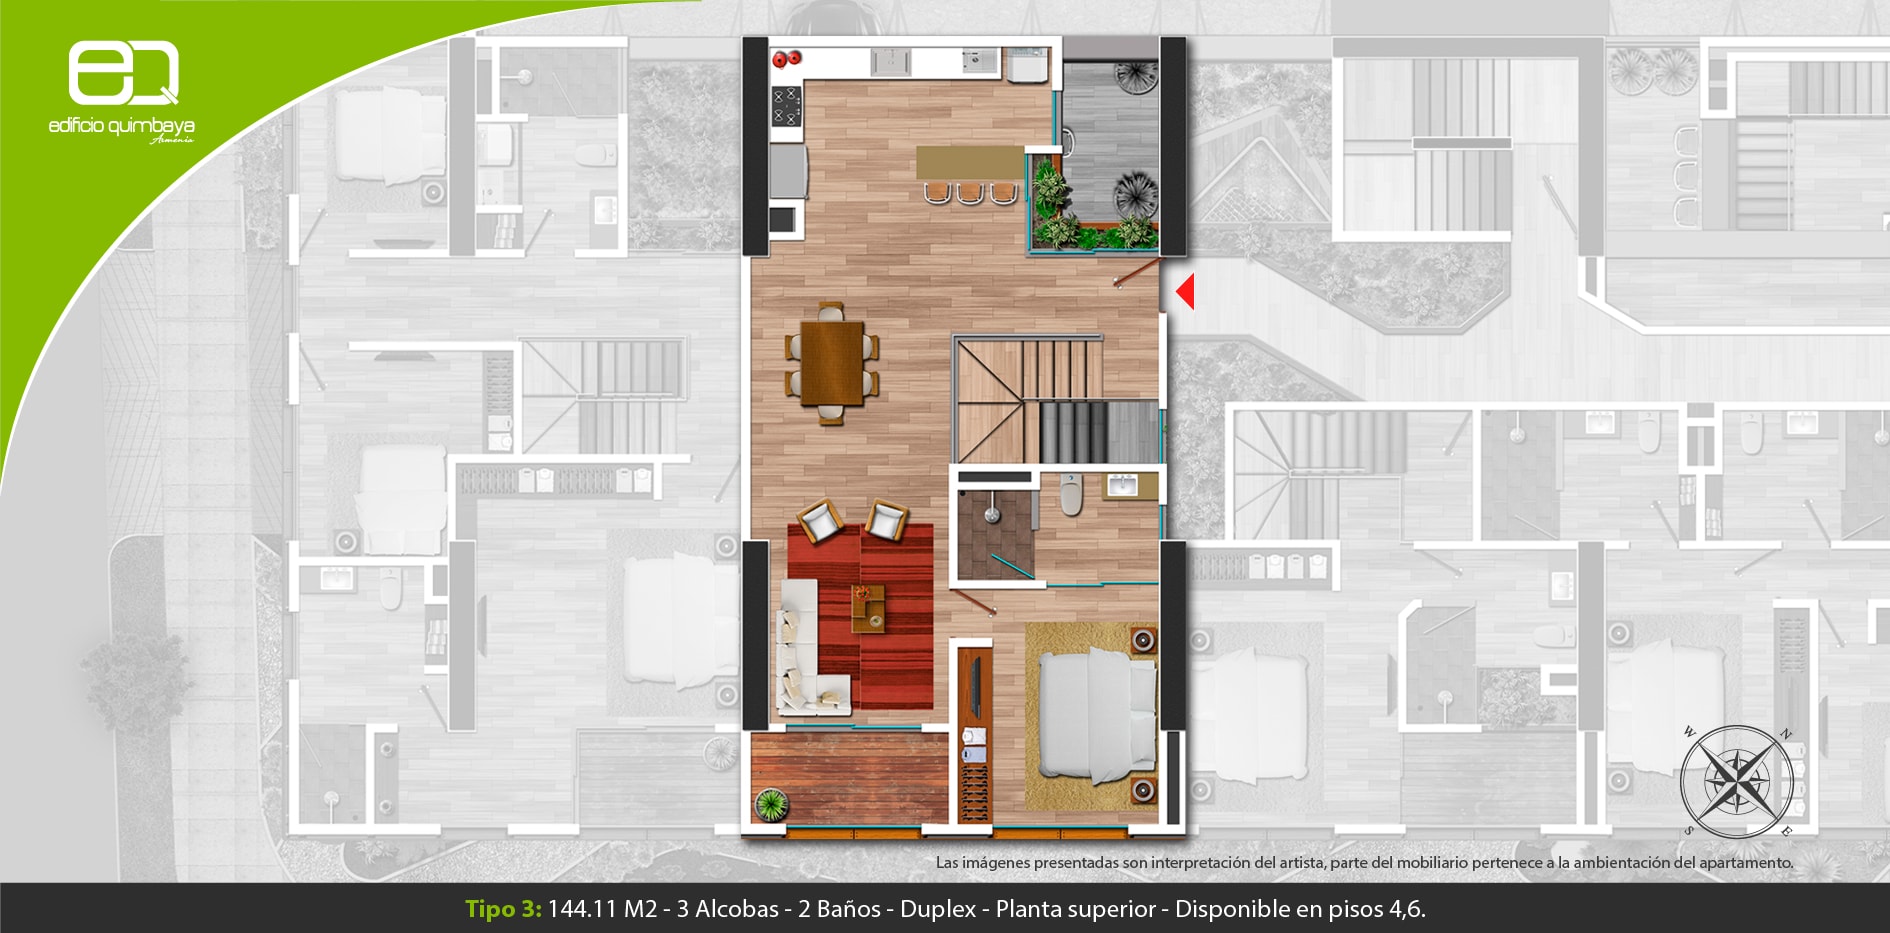 eQ
edificio quimbaya
Armenia
W N
S E
Las imágenes presentadas son interpretación del artista, parte del mobiliario pertenece a la ambientación del apartamento.
Tipo 3: 144.11 M2 - 3 Alcobas - 2 Baños - Duplex - Planta superior - Disponible en pisos 4,6.